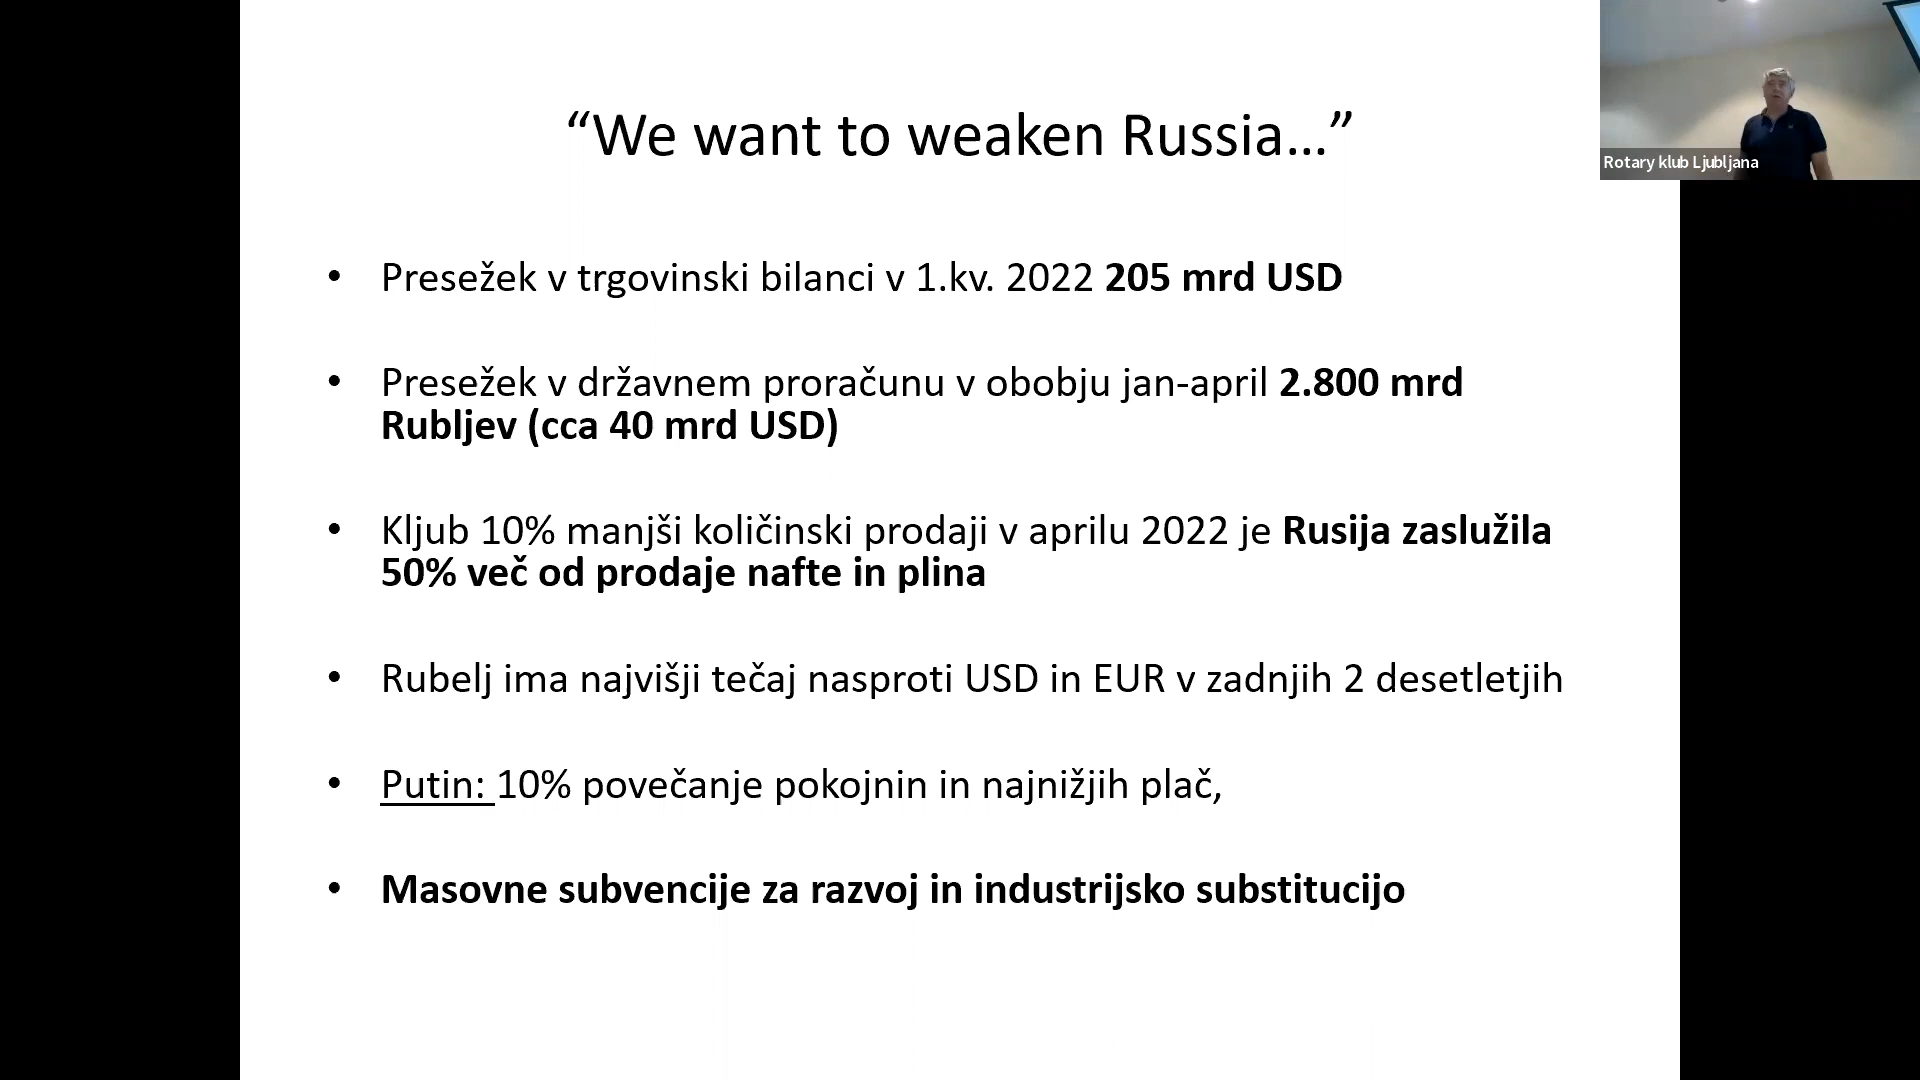 “We want to weaken Russia…”
Rotary klub Ljubljana
• Presežek v trgovinski bilanci v 1.kv. 2022 205 mrd USD
• Presežek v državnem proračunu v obobju jan-april 2.800 mrd
Rubljev (cca 40 mrd USD)
• Kljub 10% manjši količinski prodaji v aprilu 2022 je Rusija zaslužila
50% več od prodaje nafte in plina
• Rubelj ima najvišji tečaj nasproti USD in EUR v zadnjih 2 desetletjih
• Putin: 10% povečanje pokojnin in najnižjih plač,
• Masovne subvencije za razvoj in industrijsko substitucijo